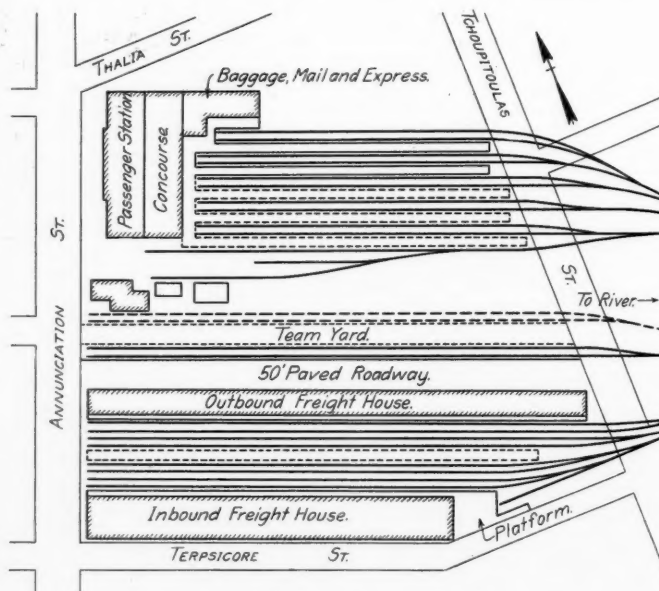 THALIA ST.
TCHOUPITOULAS ST.
Baggage, Mail and Express.
Passenger Station
Concourse.
ANNUNCIATION ST.
To River.
Team Yard.
50' Paved Roadway.
Outbound Freight House.
Inbound Freight House.
Platform.
TERPSICORE ST.